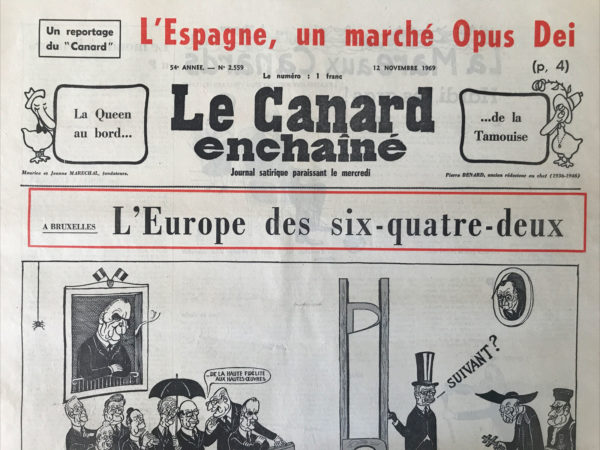 Un reportage
du "Canard"
L'Espagne, un marché Opus Dei
(p. 4)
54e ANNÉE, — N° 2.559
12 NOVEMBRE 1969
Le numéro : 1 franc
La Queen
au bord...
Le Canard
enchaîné
...de la
Tamouise
Maurice et Jeanne MARECHAL, fondateurs.
Journal satirique paraissant le mercredi
Pierre BENARD, ancien rédacteur en chef (1936-1946)
A BRUXELLES L'Europe des six-quatre-deux
...DE LA HAUTE FIDÉLITÉ
AUX HAUTES ŒUVRES
SUIVANT ?